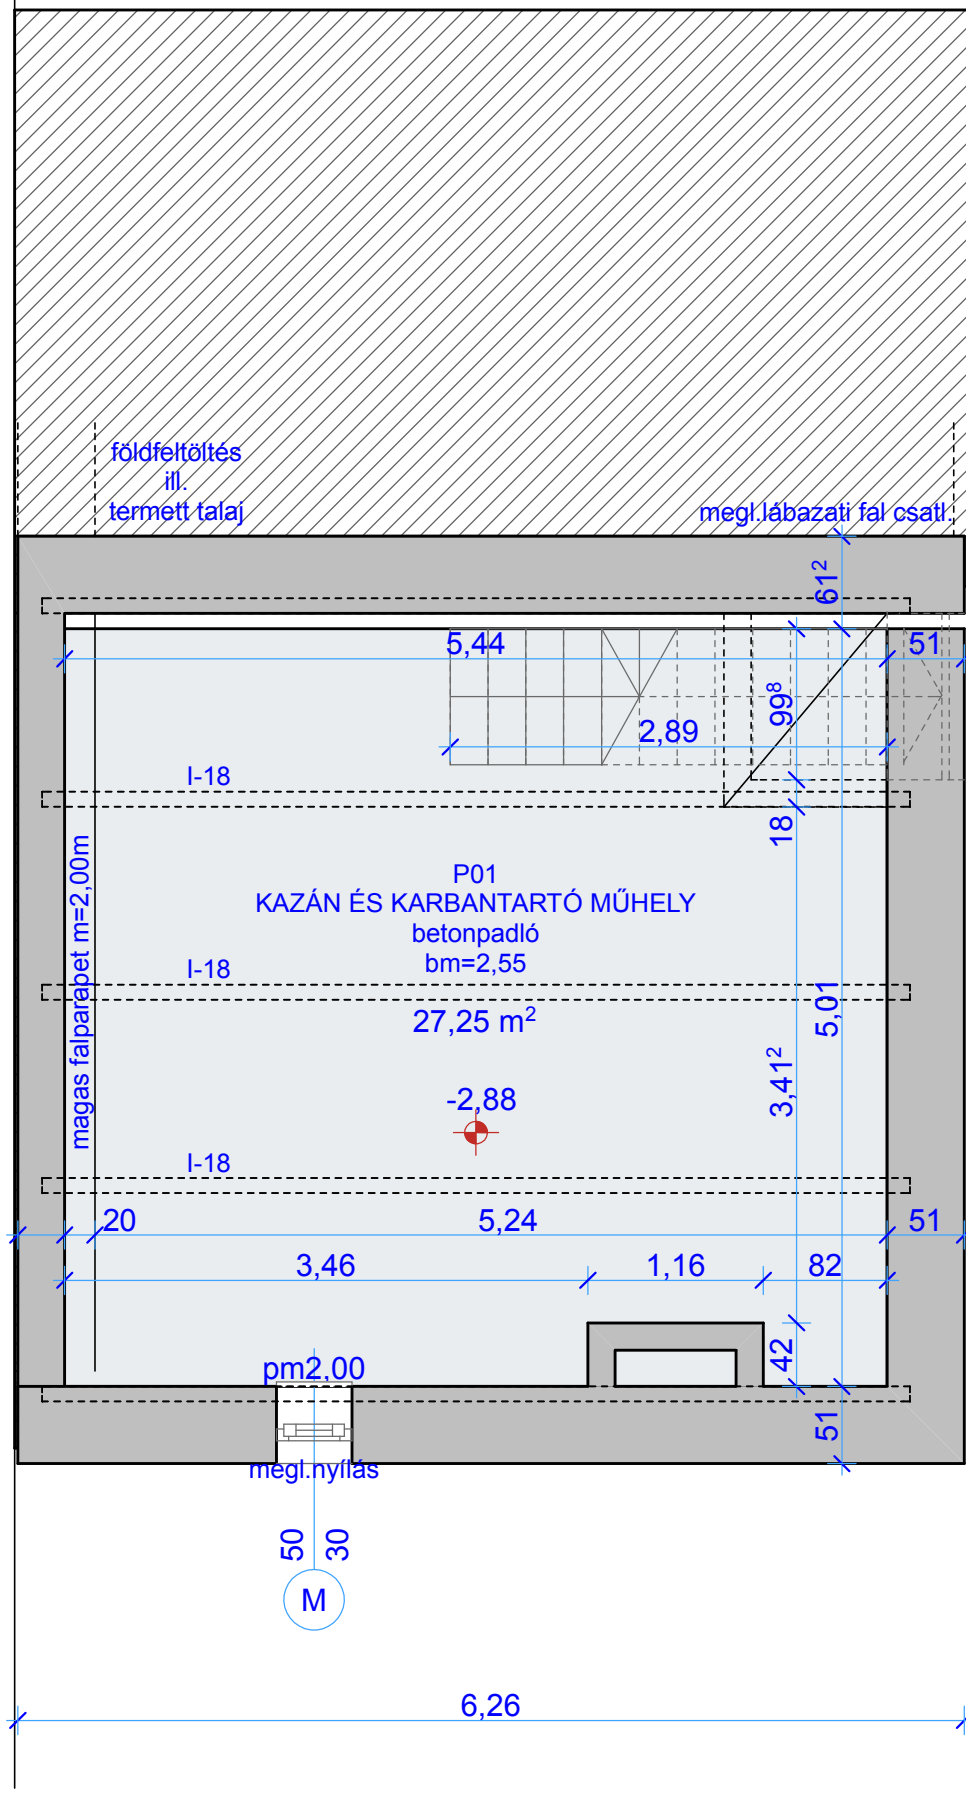 földfeltöltés
ill.
termett talaj
megl.lábazati fal csatl.
61²
5,44
51
99⁸
2,89
I-18
18
magas falparapet m=2,00m
P01
KAZÁN ÉS KARBANTARTÓ MŰHELY
betonpadló
bm=2,55
I-18
27,25 m²
5,01
3,41²
-2,88
I-18
20
5,24
51
3,46
1,16
82
42
pm2,00
51
megl.nyílás
50
30
M
6,26